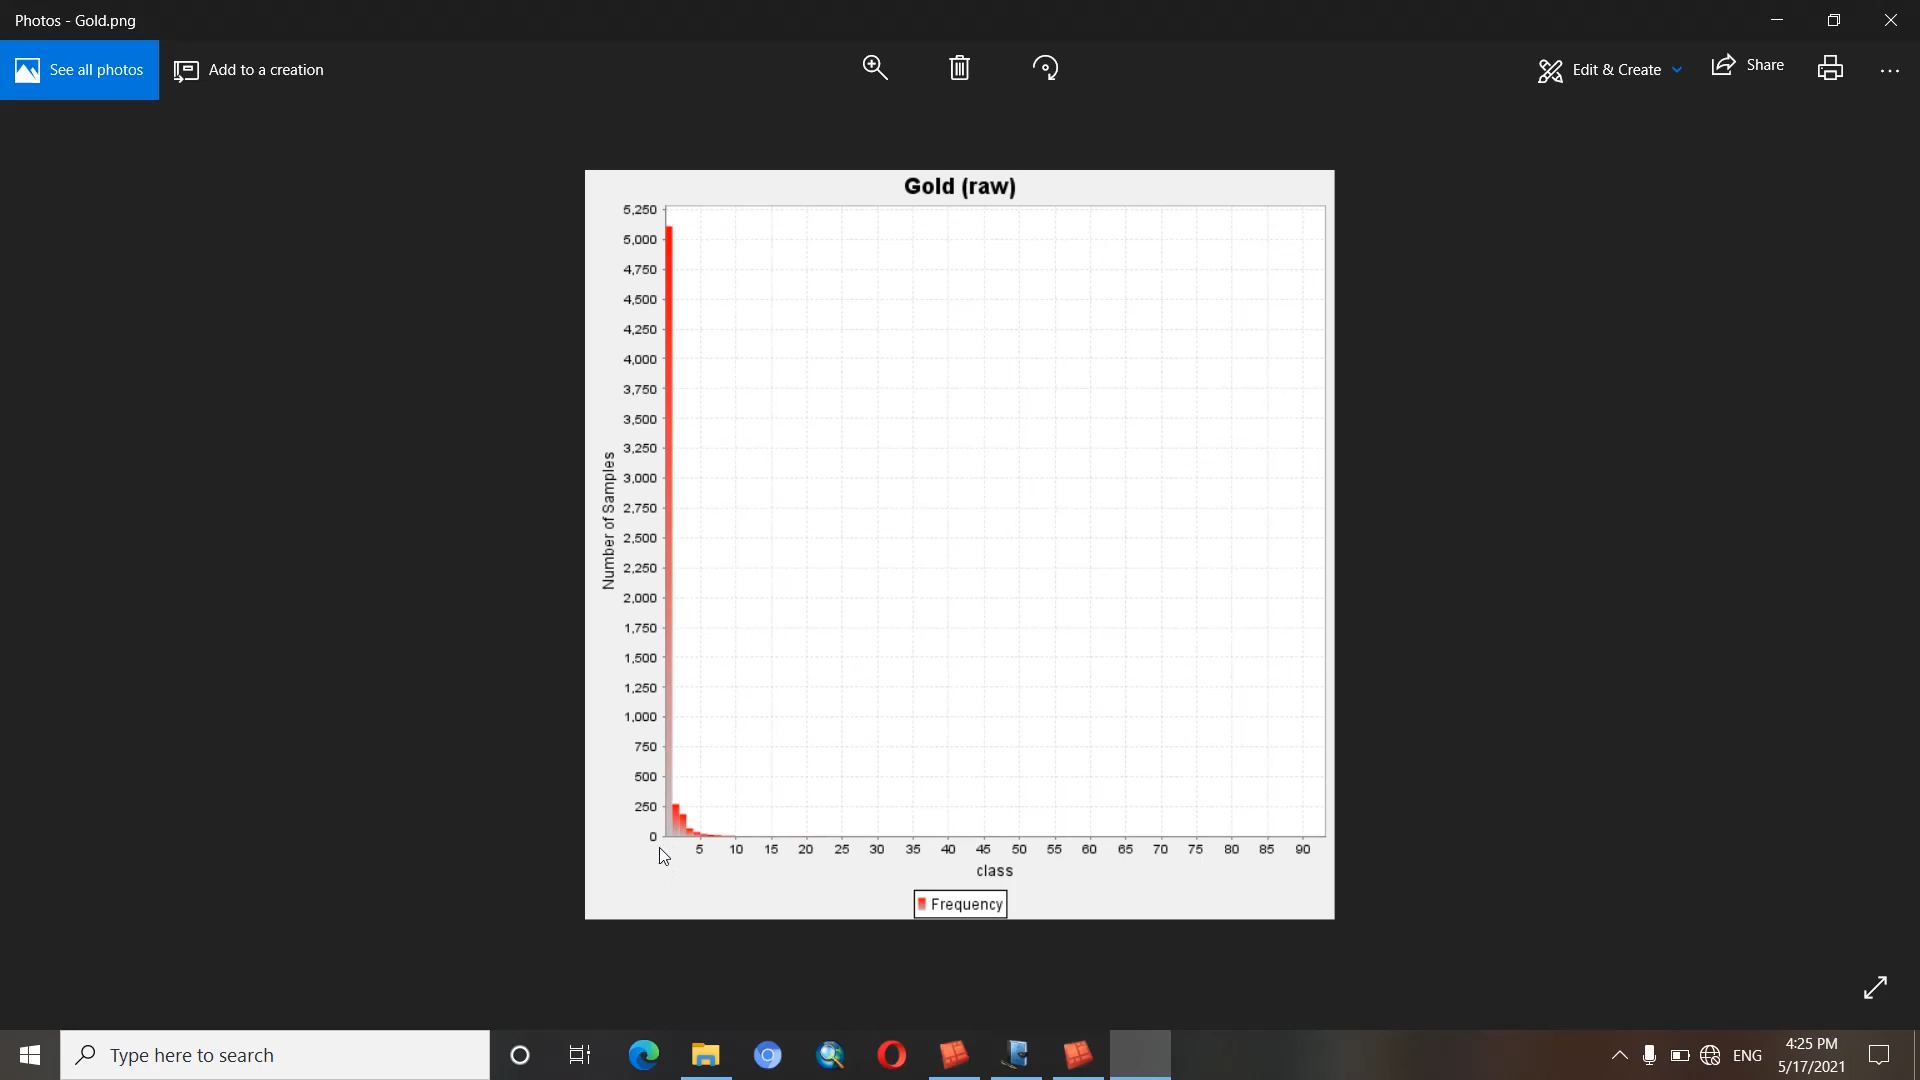 Photos - Gold.png
See all photos
Add to a creation
Edit & Create
Share
Gold (raw)
5,250
5,000
4,750
4,500
4,250
4,000
3,750
3,500
3,250
3,000
2,750
2,500
2,250
2,000
1,750
1,500
1,250
1,000
750
500
250
0
Number of Samples
5 10 15 20 25 30 35 40 45 50 55 60 65 70 75 80 85 90
class
Frequency
Type here to search
ENG
4:25 PM
5/17/2021